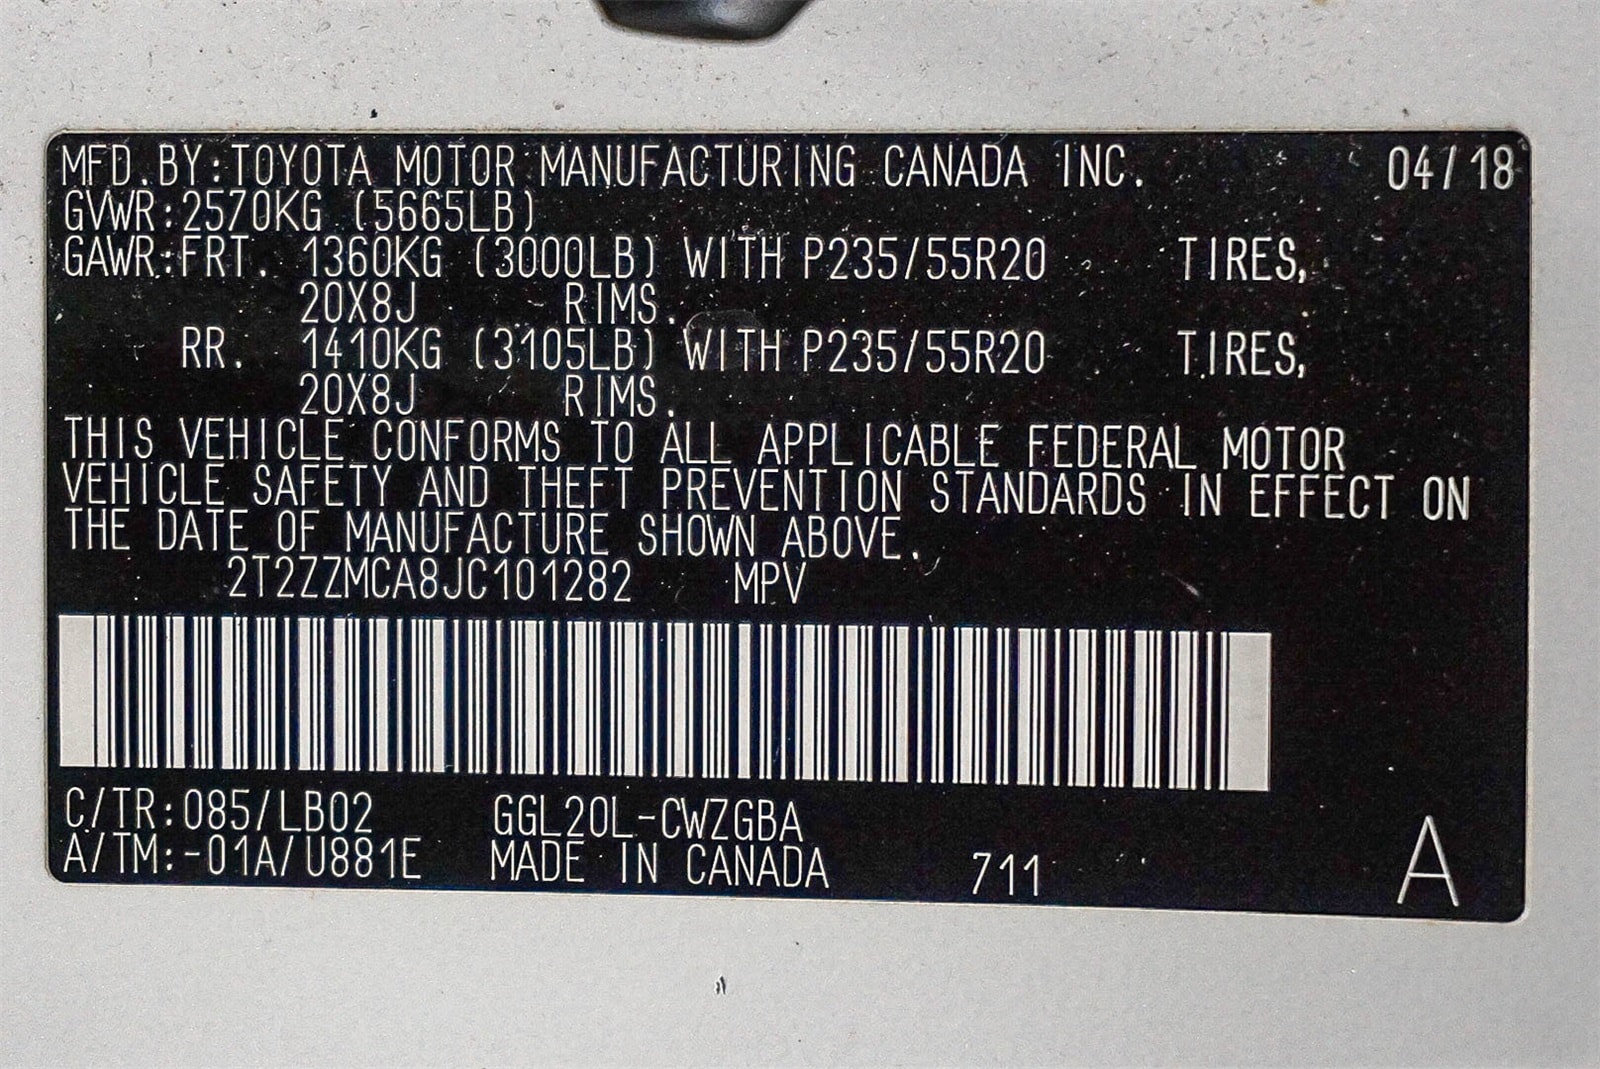 MFD.BY:TOYOTA MOTOR MANUFACTURING CANADA INC. 04/18
GVWR:2570KG (5665LB)
GAWR:FRT. 1360KG (3000LB) WITH P235/55R20 TIRES,
20X8J RIMS.
RR. 1410KG (3105LB) WITH P235/55R20 TIRES,
20X8J RIMS.
THIS VEHICLE CONFORMS TO ALL APPLICABLE FEDERAL MOTOR
VEHICLE SAFETY AND THEFT PREVENTION STANDARDS IN EFFECT ON
THE DATE OF MANUFACTURE SHOWN ABOVE.
2T2ZZMCA8JC101282 MPV
C/TR:085/LB02 GGL20L-CWZGBA
A/TM:-01A/U881E MADE IN CANADA 711 A